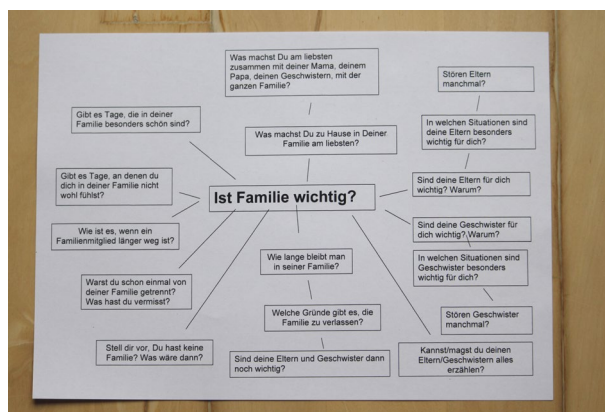 Was machst Du am liebsten
zusammen mit deiner Mama, deinem
Papa, deinen Geschwistern, mit der
ganzen Familie?
Stören Eltern
manchmal?
Gibt es Tage, die in deiner
Familie besonders schön sind?
Was machst Du zu Hause in Deiner
Familie am liebsten?
In welchen Situationen sind
deine Eltern besonders
wichtig für dich?
Gibt es Tage, an denen du
dich in deiner Familie nicht
wohl fühlst?
Sind deine Eltern für dich
wichtig? Warum?
Ist Familie wichtig?
Wie ist es, wenn ein
Familienmitglied länger weg ist?
Sind deine Geschwister für
dich wichtig? Warum?
Wie lange bleibt man
in seiner Familie?
In welchen Situationen sind
Geschwister besonders
wichtig für dich?
Warst du schon einmal von
deiner Familie getrennt?
Was hast du vermisst?
Welche Gründe gibt es, die
Familie zu verlassen?
Stören Geschwister
manchmal?
Stell dir vor, Du hast keine
Familie? Was wäre dann?
Sind deine Eltern und Geschwister dann
noch wichtig?
Kannst/magst du deinen
Eltern/Geschwistern alles
erzählen?